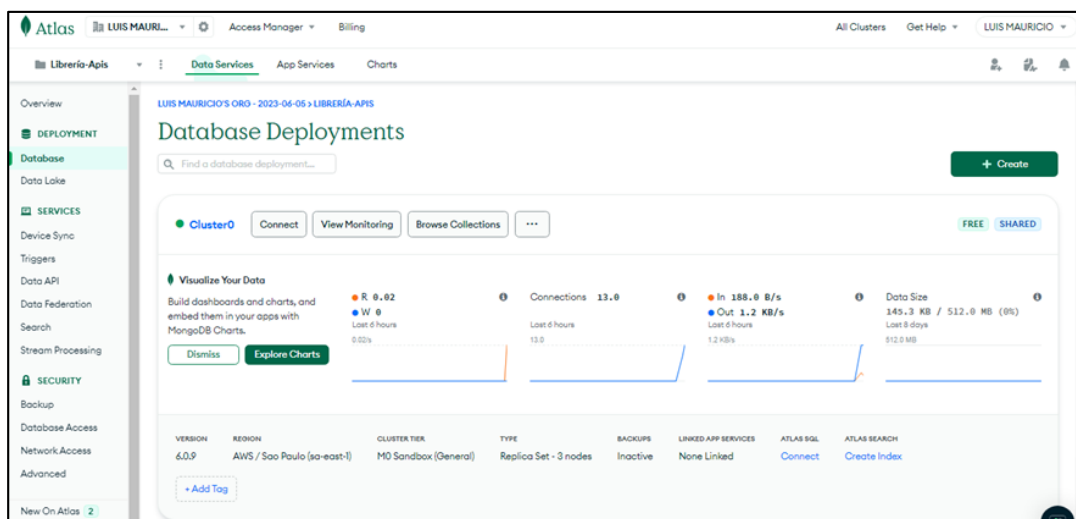 Atlas LUIS MAURI... Access Manager Billing All Clusters Get Help LUIS MAURICIO
Librería-Apis Data Services App Services Charts
Overview
DEPLOYMENT
Database
Data Lake
SERVICES
Device Sync
Triggers
Data API
Data Federation
Search
Stream Processing
SECURITY
Backup
Database Access
Network Access
Advanced
New On Atlas 2
LUIS MAURICIO'S ORG - 2023-06-05 > LIBRERÍA-APIS
Database Deployments
Find a database deployment...
+ Create
Cluster0 Connect View Monitoring Browse Collections ... FREE SHARED
Visualize Your Data
Build dashboards and charts, and
embed them in your apps with
MongoDB Charts.
Dismiss Explore Charts
R 0.02
W 0
Last 6 hours
0.02/s
Connections 13.0
Last 6 hours
13.0
In 188.0 B/s
Out 1.2 KB/s
Last 6 hours
1.2 KB/s
Data Size
145.3 KB / 512.0 MB (0%)
Last 8 days
512.0 MB
VERSION REGION CLUSTER TIER TYPE BACKUPS LINKED APP SERVICES ATLAS SQL ATLAS SEARCH
6.0.9 AWS / Sao Paulo (sa-east-1) M0 Sandbox (General) Replica Set - 3 nodes Inactive None Linked Connect Create Index
+ Add Tag